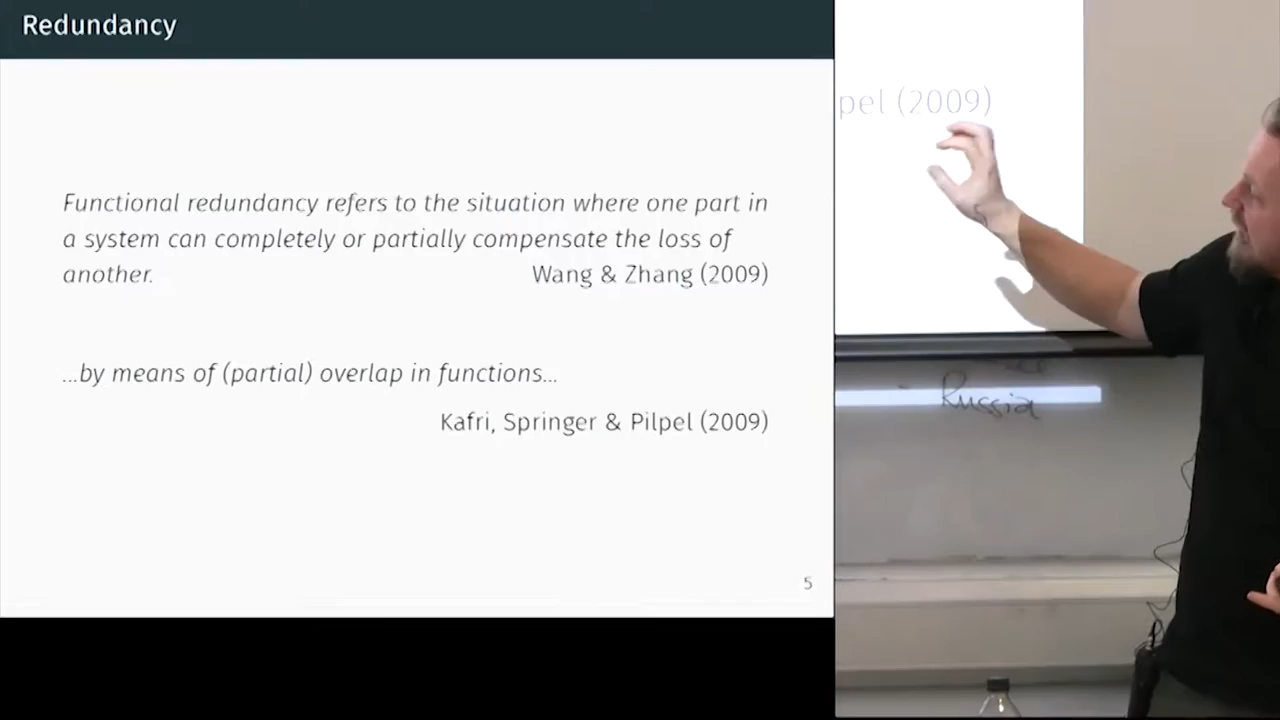 Redundancy
Functional redundancy refers to the situation where one part in
a system can completely or partially compensate the loss of
another. Wang & Zhang (2009)
...by means of (partial) overlap in functions...
Kafri, Springer & Pilpel (2009)
5
pel (2009)
Russia